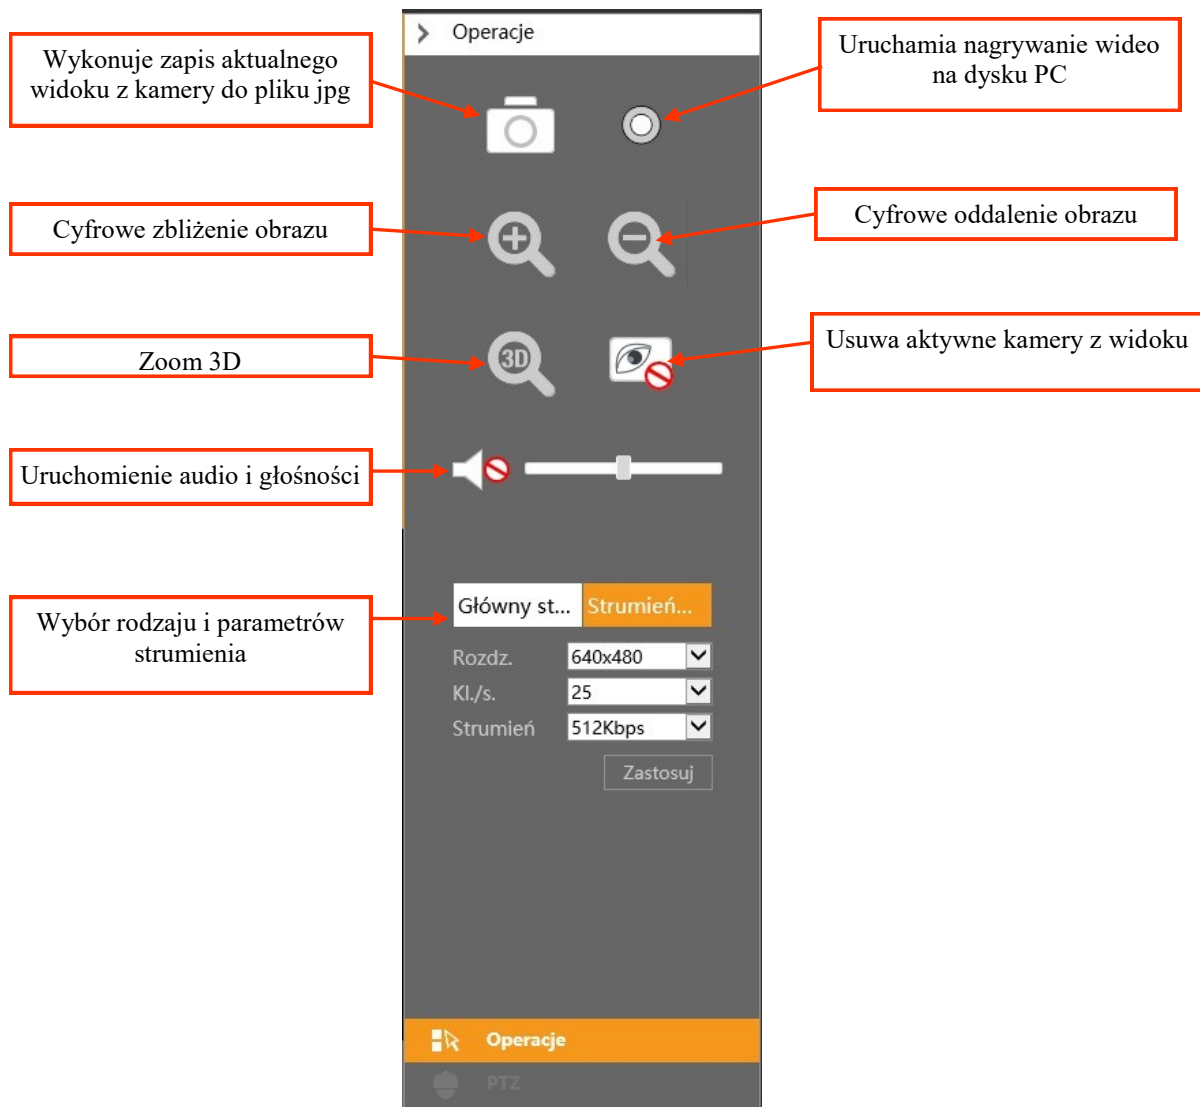 Operacje
Wykonuje zapis aktualnego
widoku z kamery do pliku jpg
Uruchamia nagrywanie wideo
na dysku PC
Cyfrowe zbliżenie obrazu
Cyfrowe oddalenie obrazu
Zoom 3D
3D
Usuwa aktywne kamery z widoku
Uruchomienie audio i głośności
Wybór rodzaju i parametrów
strumienia
Główny st... Strumień...
Rozdz. 640x480
Kl./s. 25
Strumień 512Kbps
Zastosuj
Operacje
PTZ